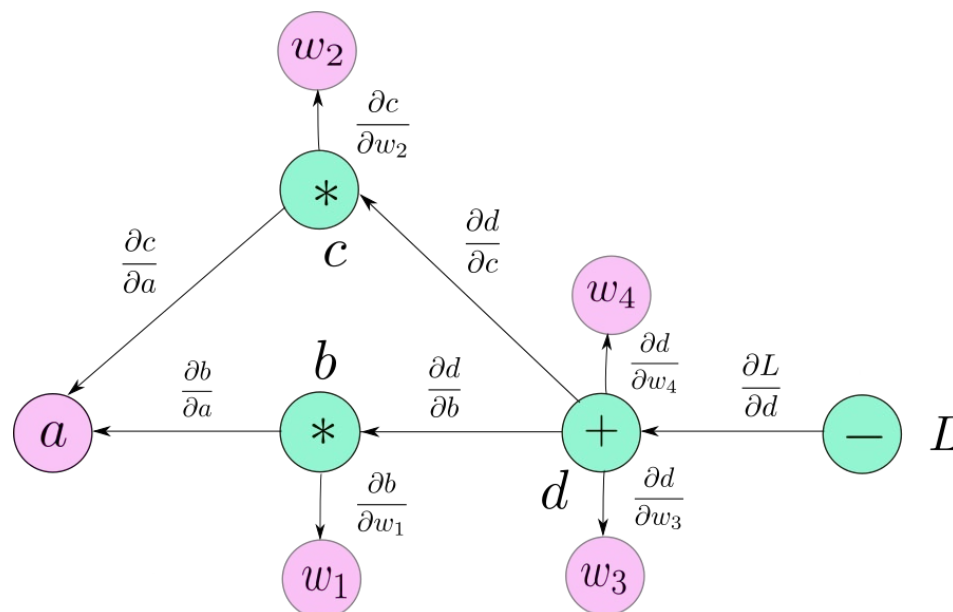 w₂
∂c/∂w₂
*
c
∂c/∂a
∂d/∂c
w₄
b
∂b/∂a
∂d/∂b
∂d/∂w₄
∂L/∂d
a
*
+
−
L
d
∂b/∂w₁
∂d/∂w₃
w₁
w₃